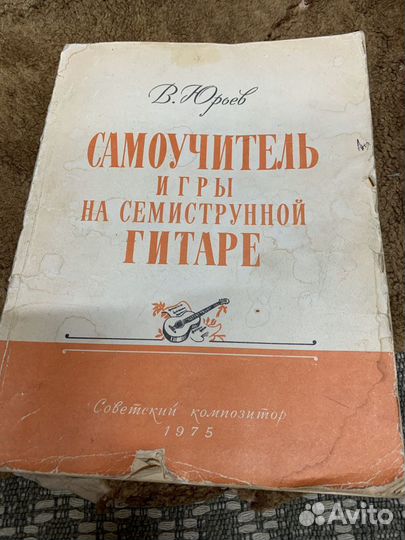 В. Юрьев
САМОУЧИТЕЛЬ
ИГРЫ
НА СЕМИСТРУННОЙ
ГИТАРЕ
Советский композитор
1975
Avito